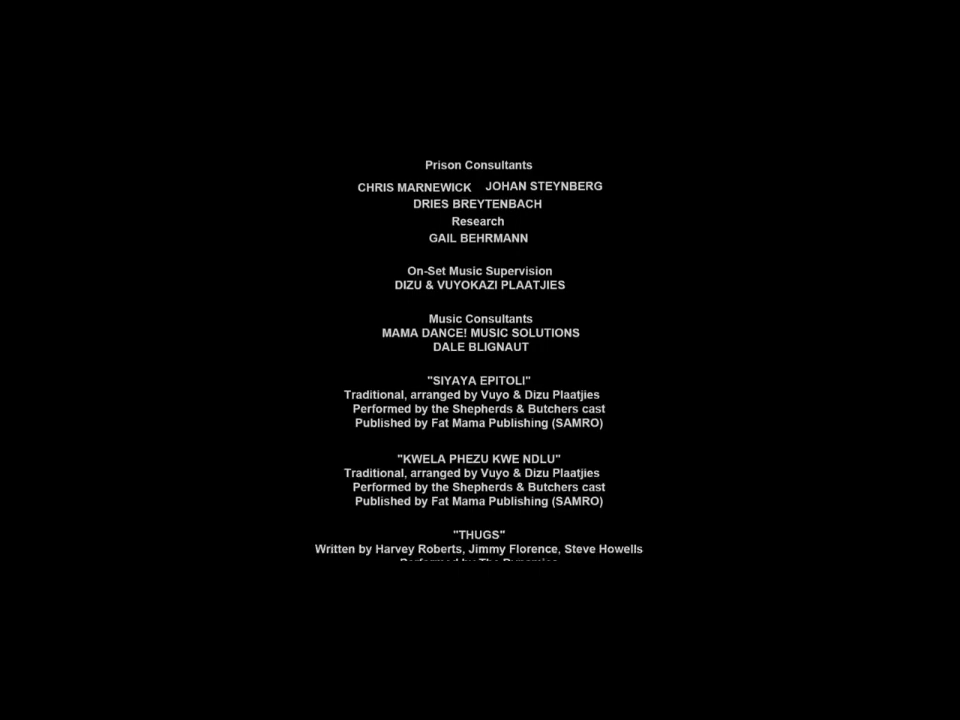 Prison Consultants
CHRIS MARNEWICK JOHAN STEYNBERG
DRIES BREYTENBACH
Research
GAIL BEHRMANN
On-Set Music Supervision
DIZU & VUYOKAZI PLAATJIES
Music Consultants
MAMA DANCE! MUSIC SOLUTIONS
DALE BLIGNAUT
"SIYAYA EPITOLI"
Traditional, arranged by Vuyo & Dizu Plaatjies
Performed by the Shepherds & Butchers cast
Published by Fat Mama Publishing (SAMRO)
"KWELA PHEZU KWE NDLU"
Traditional, arranged by Vuyo & Dizu Plaatjies
Performed by the Shepherds & Butchers cast
Published by Fat Mama Publishing (SAMRO)
"THUGS"
Written by Harvey Roberts, Jimmy Florence, Steve Howells
Performed by The